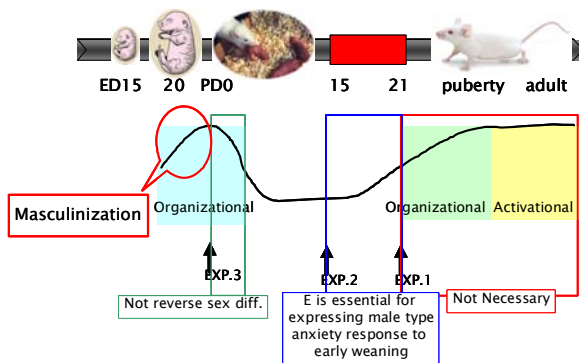 ED15 20 PD0 15 21 puberty adult
Masculinization
Organizational
Organizational
Activational
EXP.3
EXP.2
EXP.1
Not reverse sex diff.
E is essential for
expressing male type
anxiety response to
early weaning
Not Necessary